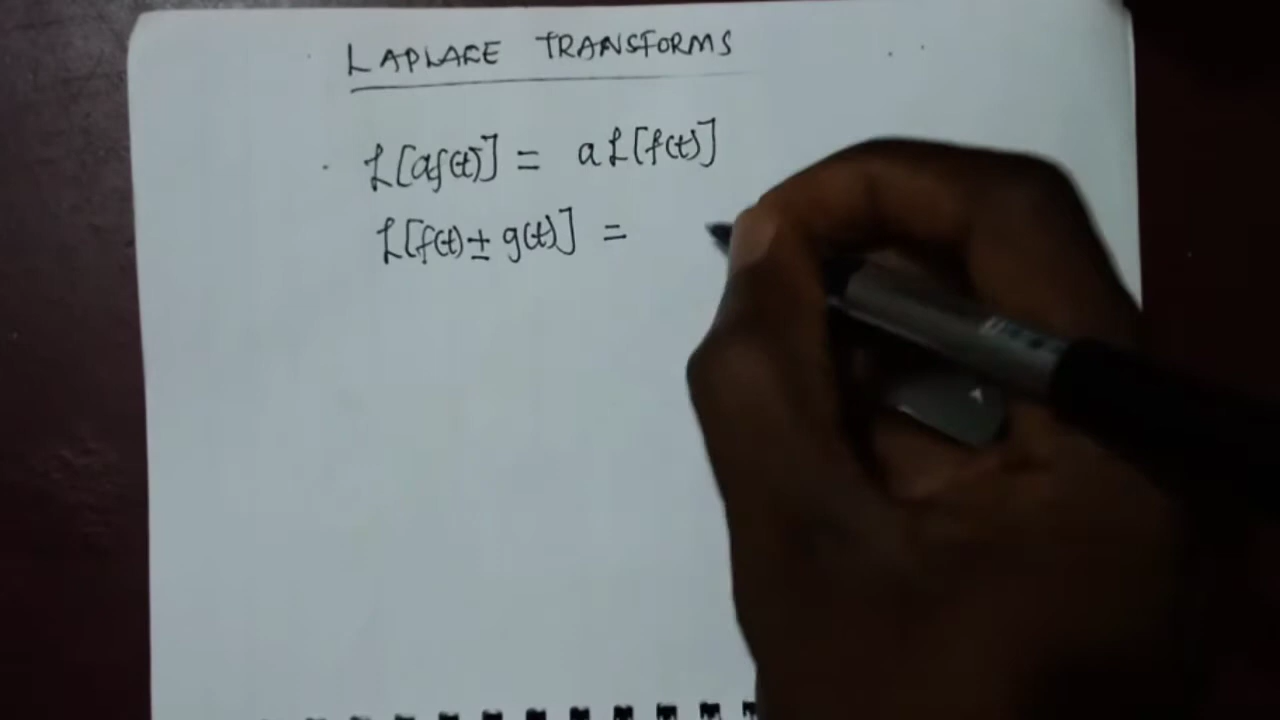 LAPLACE TRANSFORMS
ℒ[af(t)] = aℒ[f(t)]
ℒ[f(t) ± g(t)] =